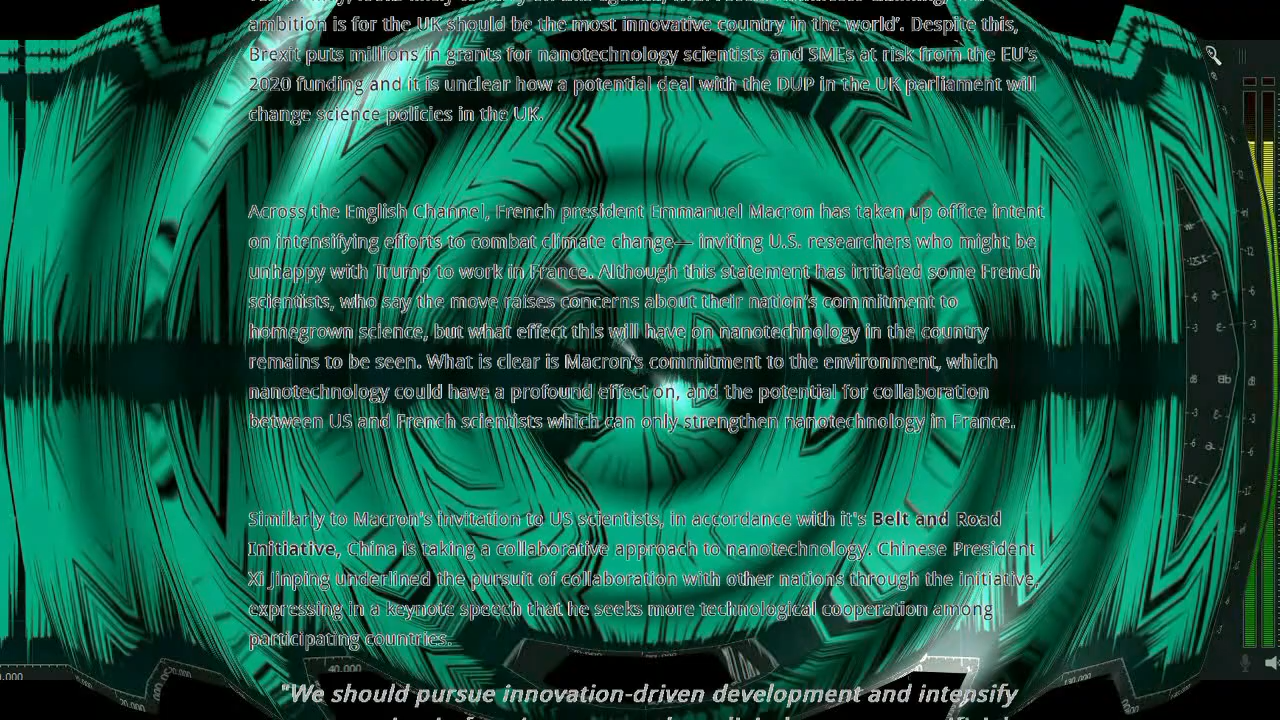 ambition is for the UK should be the most innovative country in the world'. Despite this,
Brexit puts millions in grants for nanotechnology scientists and SMEs at risk from the EU's
2020 funding and it is unclear how a potential deal with the DUP in the UK parliament will
change science policies in the UK.
Across the English Channel, French president Emmanuel Macron has taken up office intent
on intensifying efforts to combat climate change— inviting U.S. researchers who might be
unhappy with Trump to work in France. Although this statement has irritated some French
scientists, who say the move raises concerns about their nation's commitment to
homegrown science, but what effect this will have on nanotechnology in the country
remains to be seen. What is clear is Macron's commitment to the environment, which
nanotechnology could have a profound effect on, and the potential for collaboration
between US and French scientists which can only strengthen nanotechnology in France.
Similarly to Macron's invitation to US scientists, in accordance with it's Belt and Road
Initiative, China is taking a collaborative approach to nanotechnology. Chinese President
Xi Jinping underlined the pursuit of collaboration with other nations through the initiative,
expressing in a keynote speech that he seeks more technological cooperation among
participating countries.
"We should pursue innovation-driven development and intensify